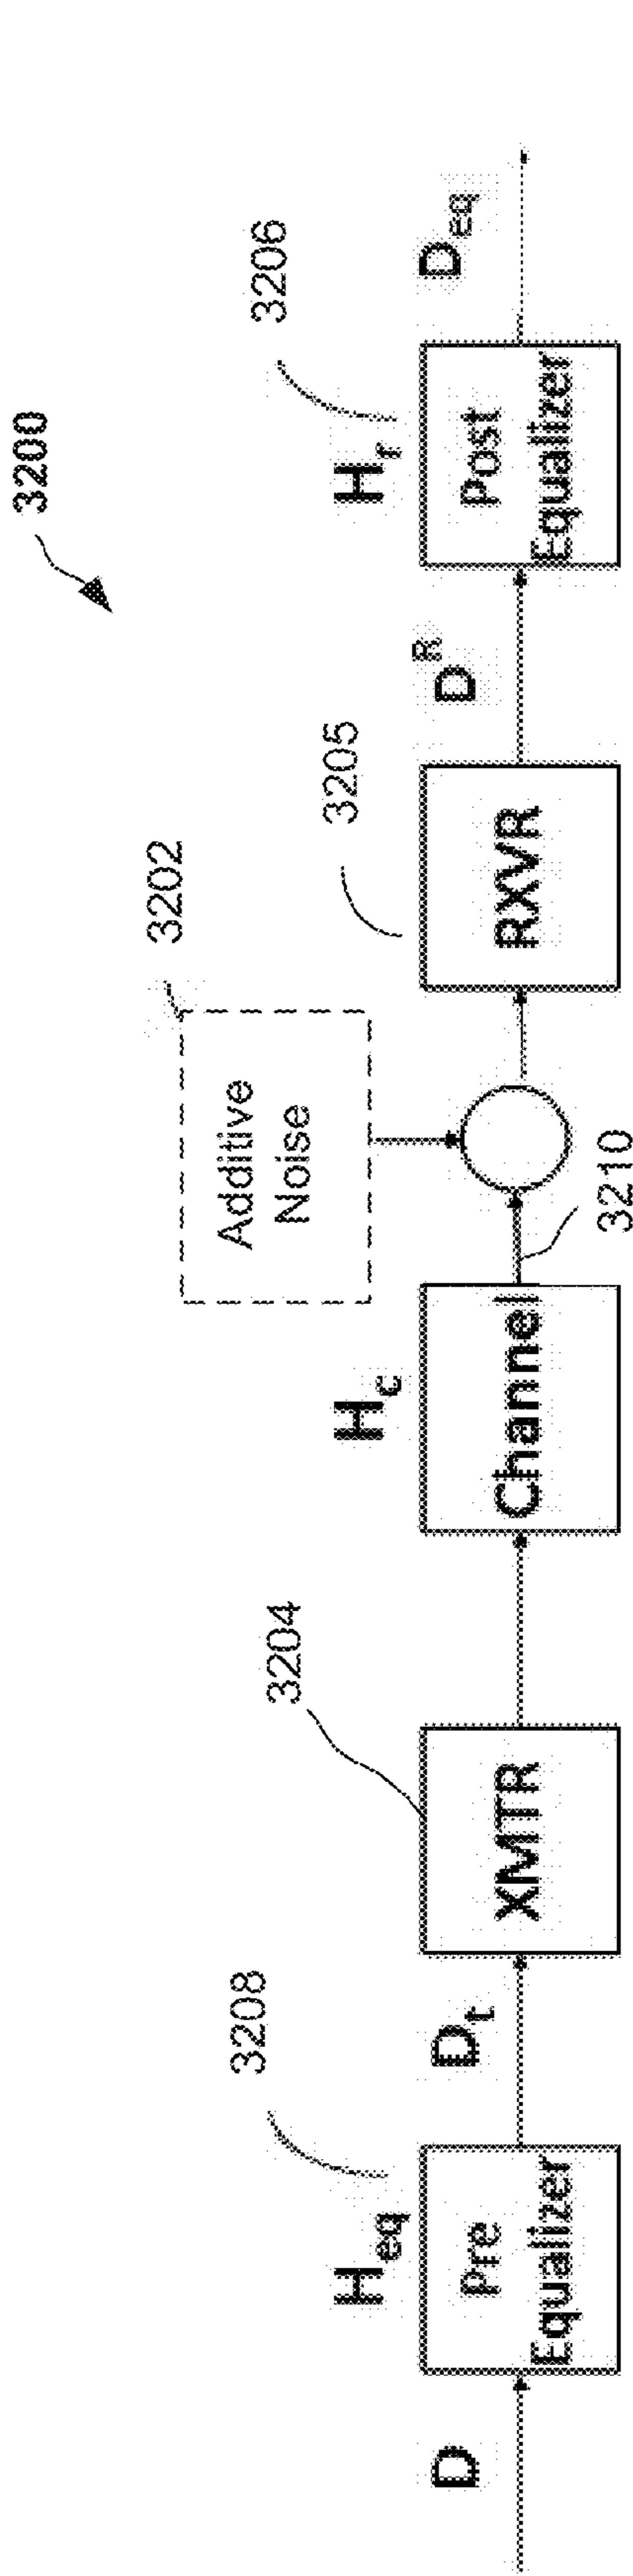 3200
3202
Additive
Noise
3208
3204
3205
3206
H_eq
H_c
H_r
D
Pre
Equalizer
D_t
XMTR
Channel
3210
RXVR
D^R
Post
Equalizer
D_eq